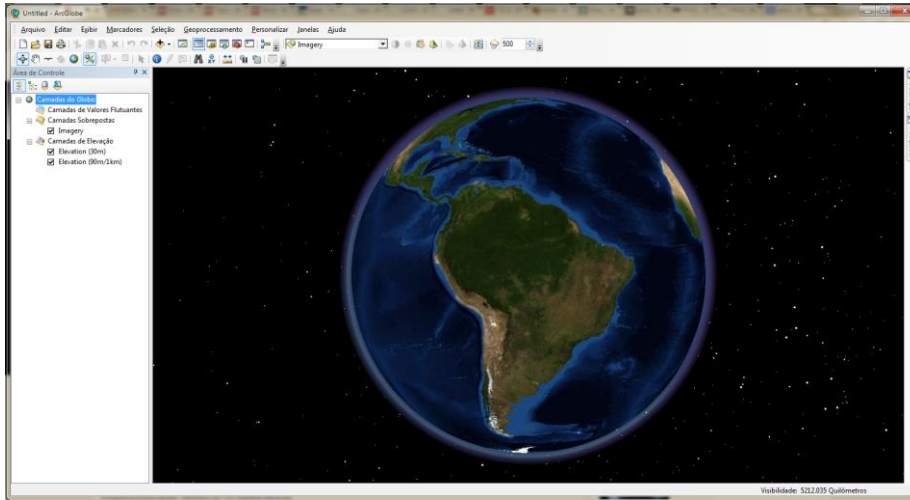 Untitled - ArcGlobe
Arquivo Editar Exibir Marcadores Seleção Geoprocessamento Personalizar Janelas Ajuda
Imagery 500
Área de Controle
Camadas do Globo
Camadas de Valores Flutuantes
Camadas Sobrepostas
Imagery
Camadas de Elevação
Elevation (30m)
Elevation (90m/1km)
Visibilidade: 5212.035 Quilômetros